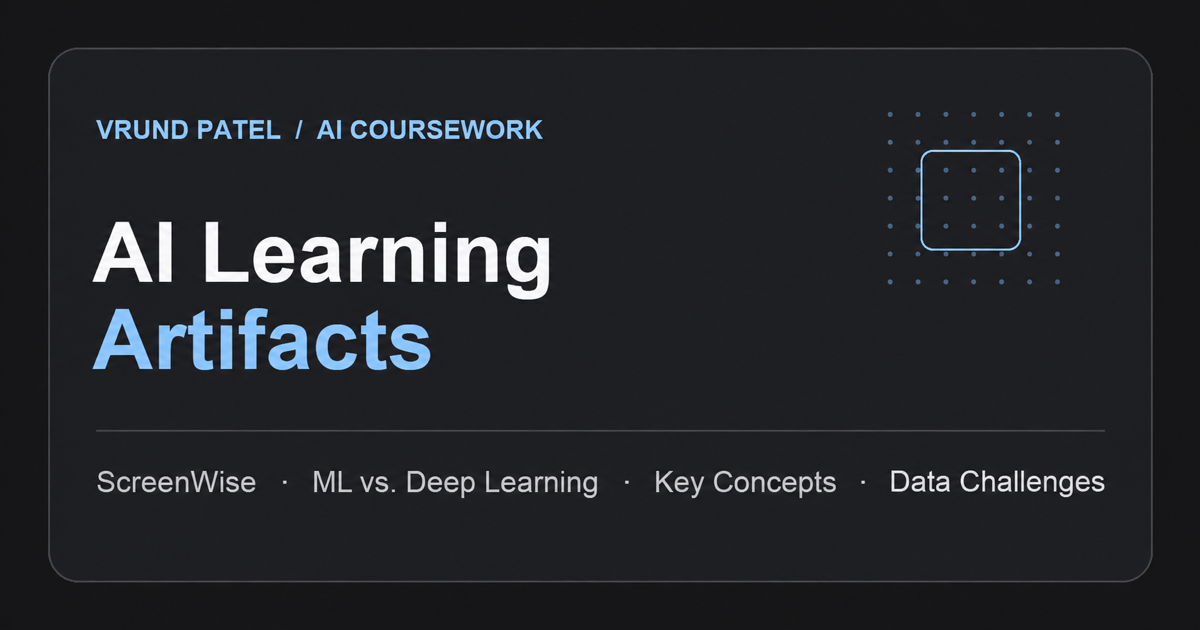 VRUND PATEL / AI COURSEWORK
AI Learning
Artifacts
ScreenWise · ML vs. Deep Learning · Key Concepts · Data Challenges